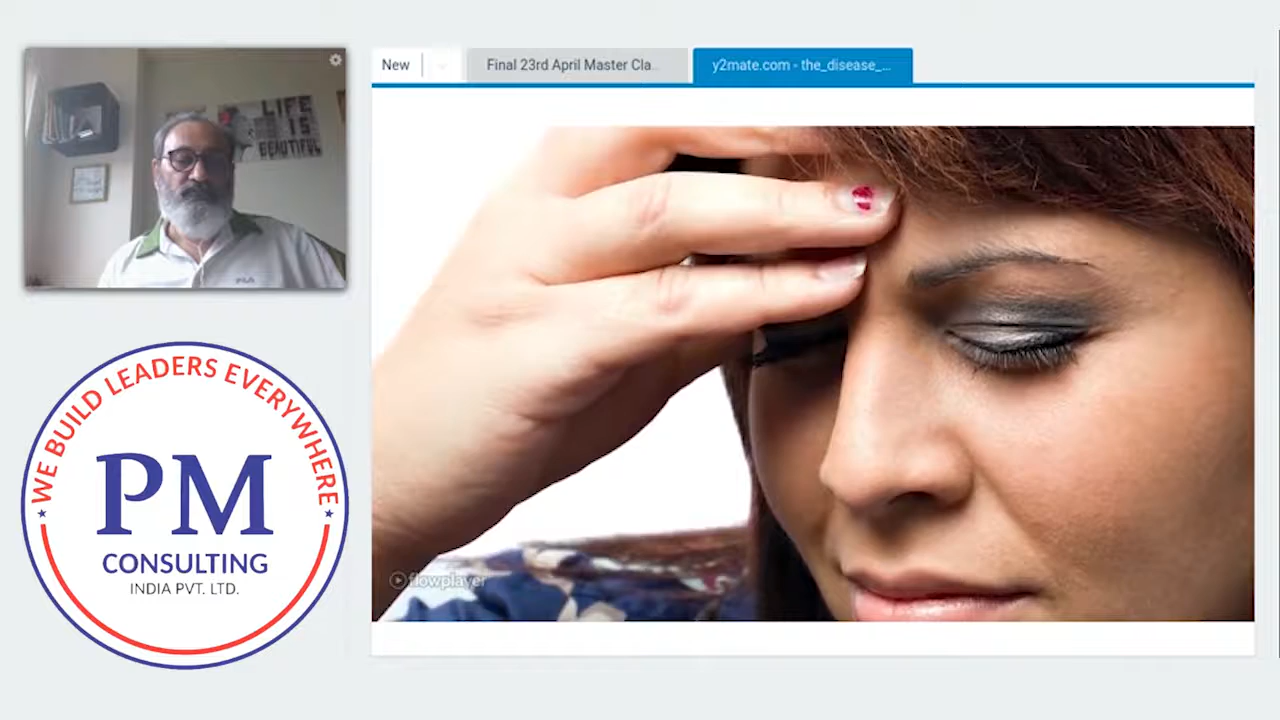 LIFE
IS
BEAUTIFUL
New
Final 23rd April Master Cla
y2mate.com - the_disease_...
WE BUILD LEADERS EVERYWHERE
PM
CONSULTING
INDIA PVT. LTD.
flowplayer